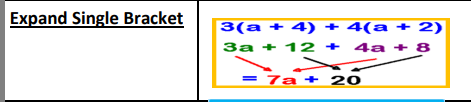 Expand Single Bracket
3(a + 4) + 4(a + 2)
3a + 12 + 4a + 8
= 7a + 20